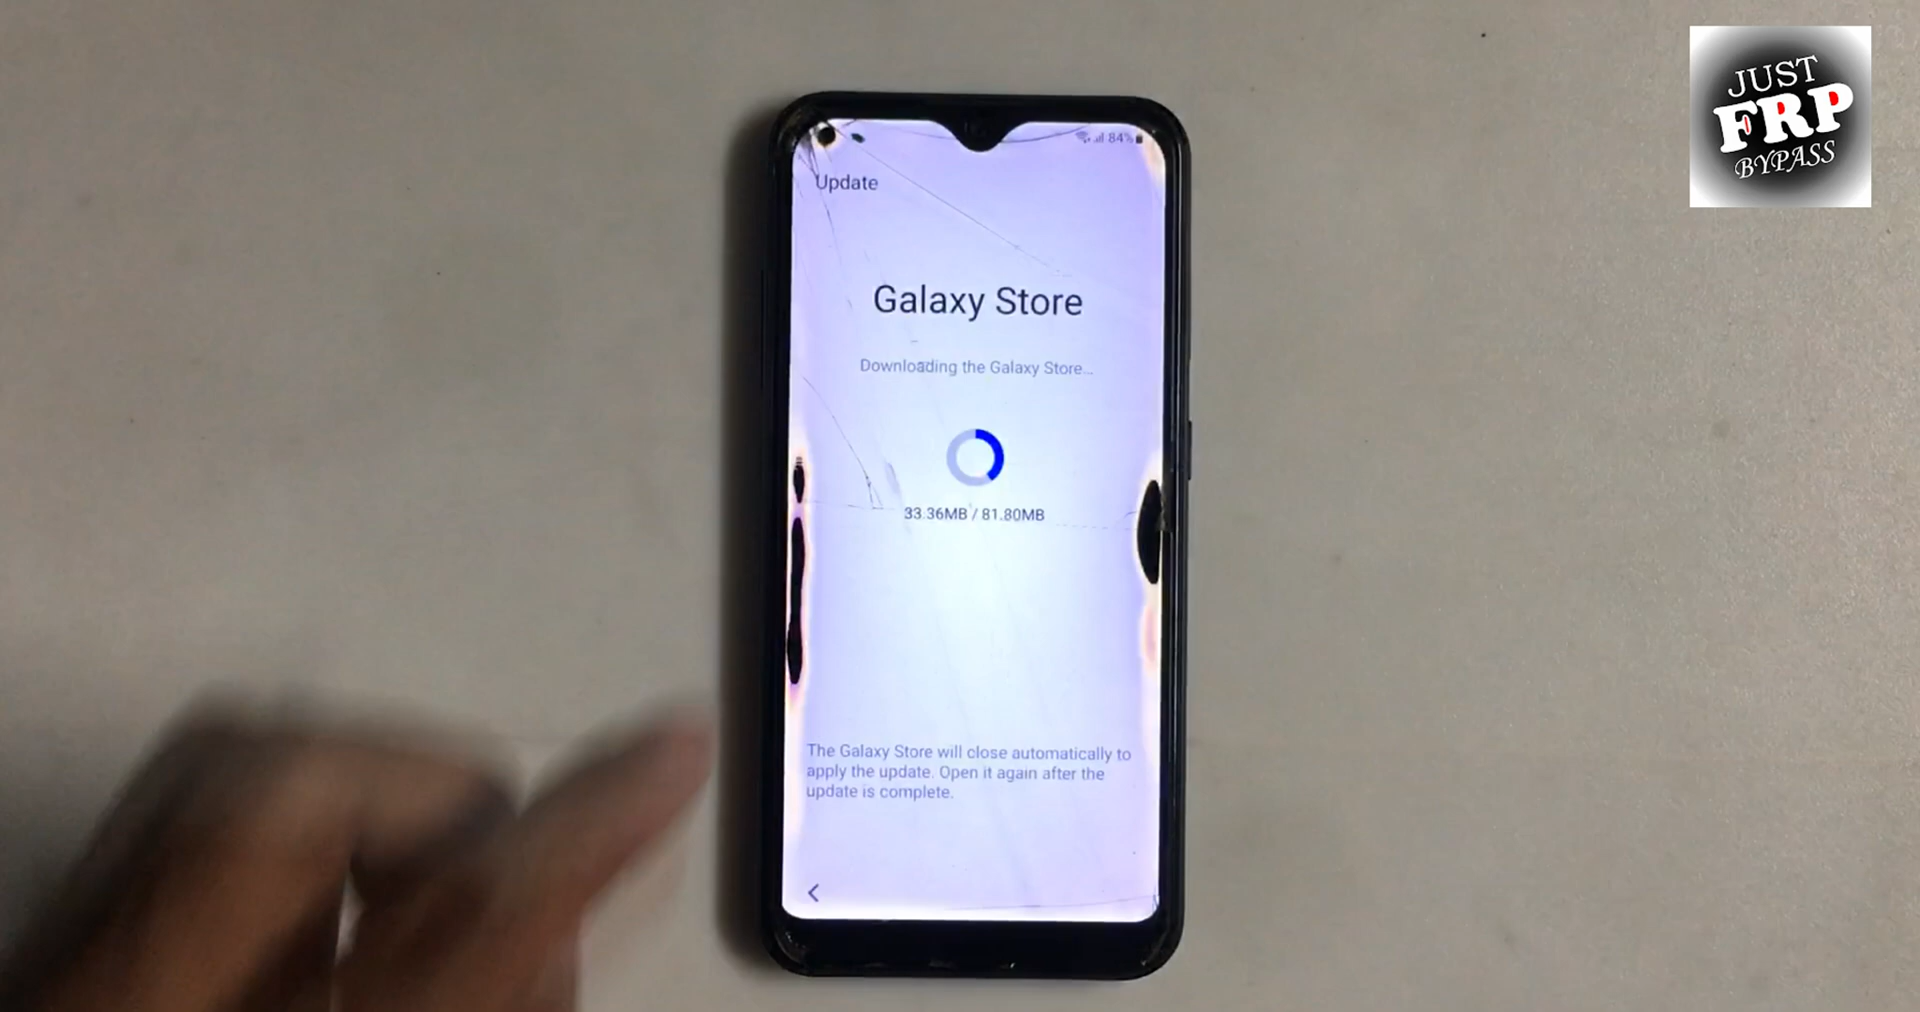 JUST
FRP
BYPASS
84%
Update
Galaxy Store
Downloading the Galaxy Store...
33.36MB / 81.80MB
The Galaxy Store will close automatically to
apply the update. Open it again after the
update is complete.